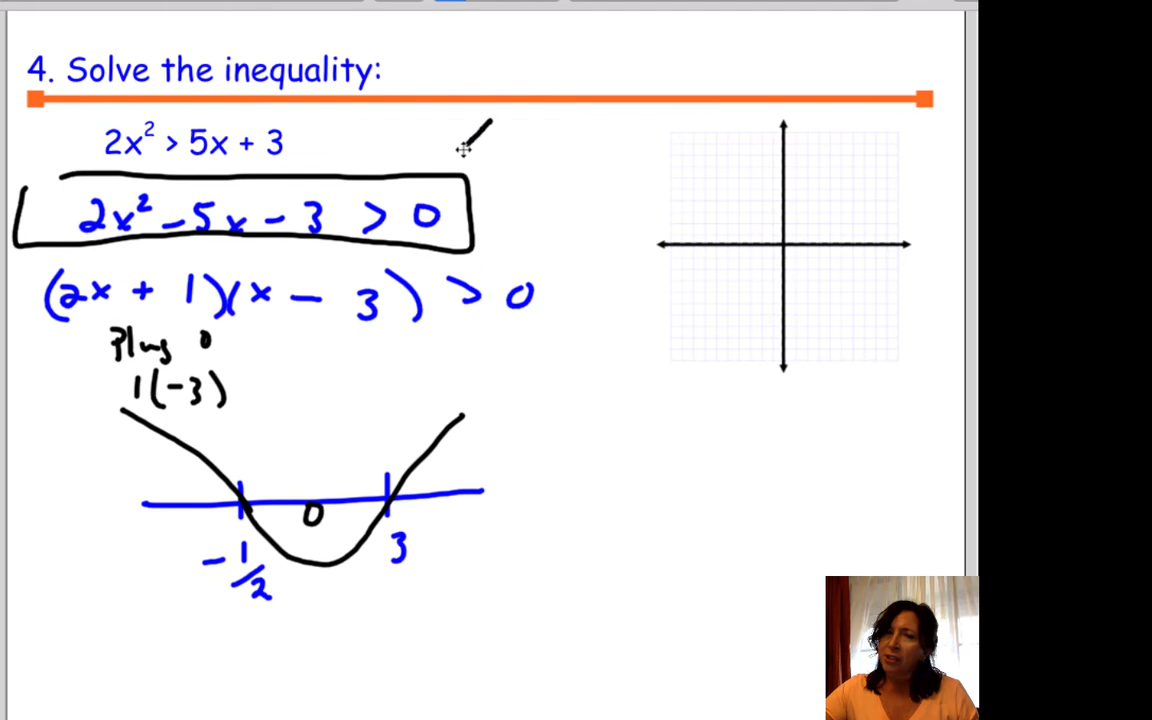 4. Solve the inequality:
2x² > 5x + 3
2x² - 5x - 3 > 0
(2x + 1)(x - 3) > 0
Plug 0
1(-3)
0
-1/2 3